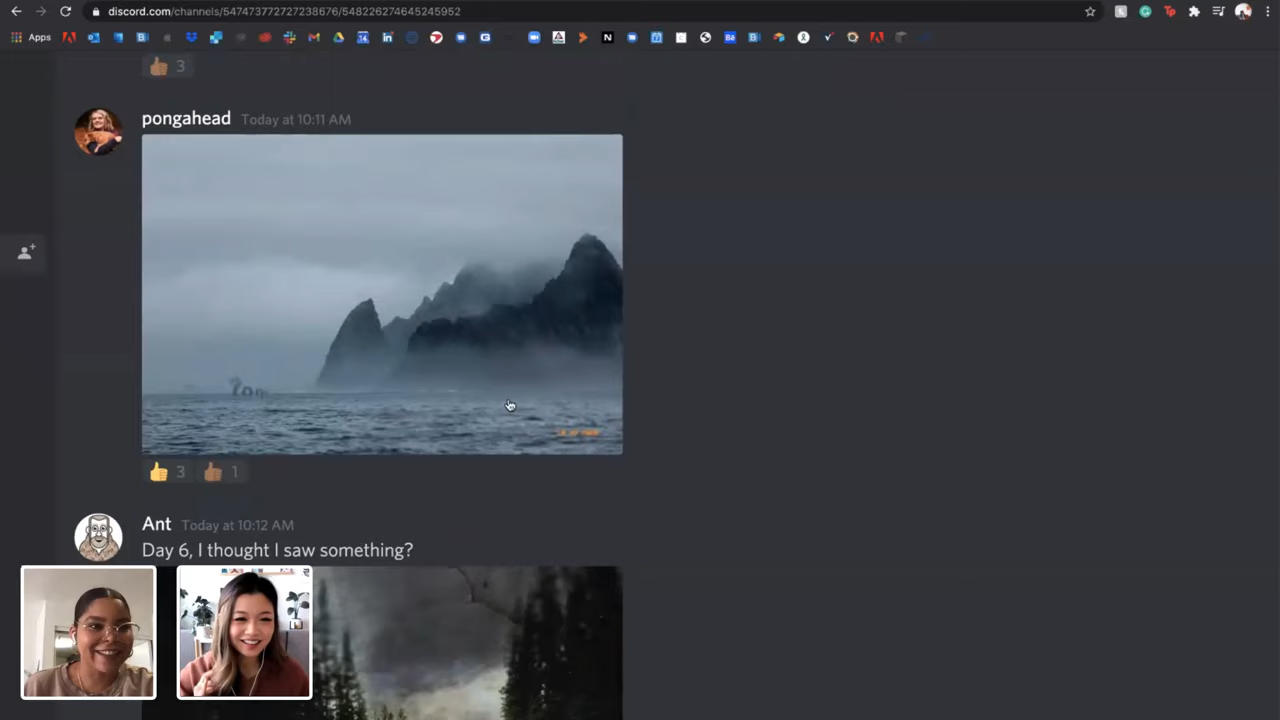 discord.com/channels/547473772727238676/548226274645245952
Apps
3
pongahead Today at 10:11 AM
3 1
Ant Today at 10:12 AM
Day 6, I thought I saw something?